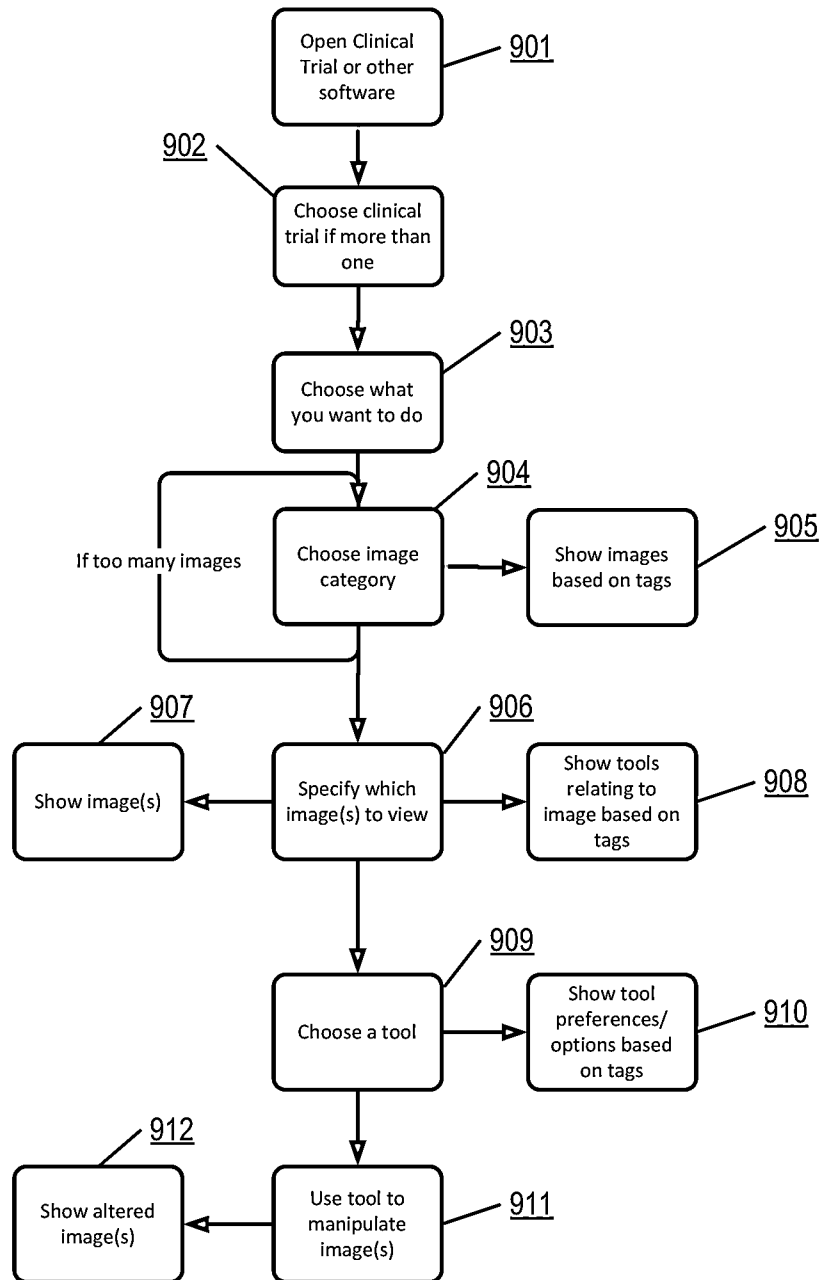 Open Clinical
Trial or other
software
901
902
Choose clinical
trial if more than
one
903
Choose what
you want to do
904
If too many images
Choose image
category
Show images
based on tags
905
907
906
Show image(s)
Specify which
image(s) to view
Show tools
relating to
image based on
tags
908
909
Choose a tool
Show tool
preferences/
options based
on tags
910
912
Show altered
image(s)
Use tool to
manipulate
image(s)
911